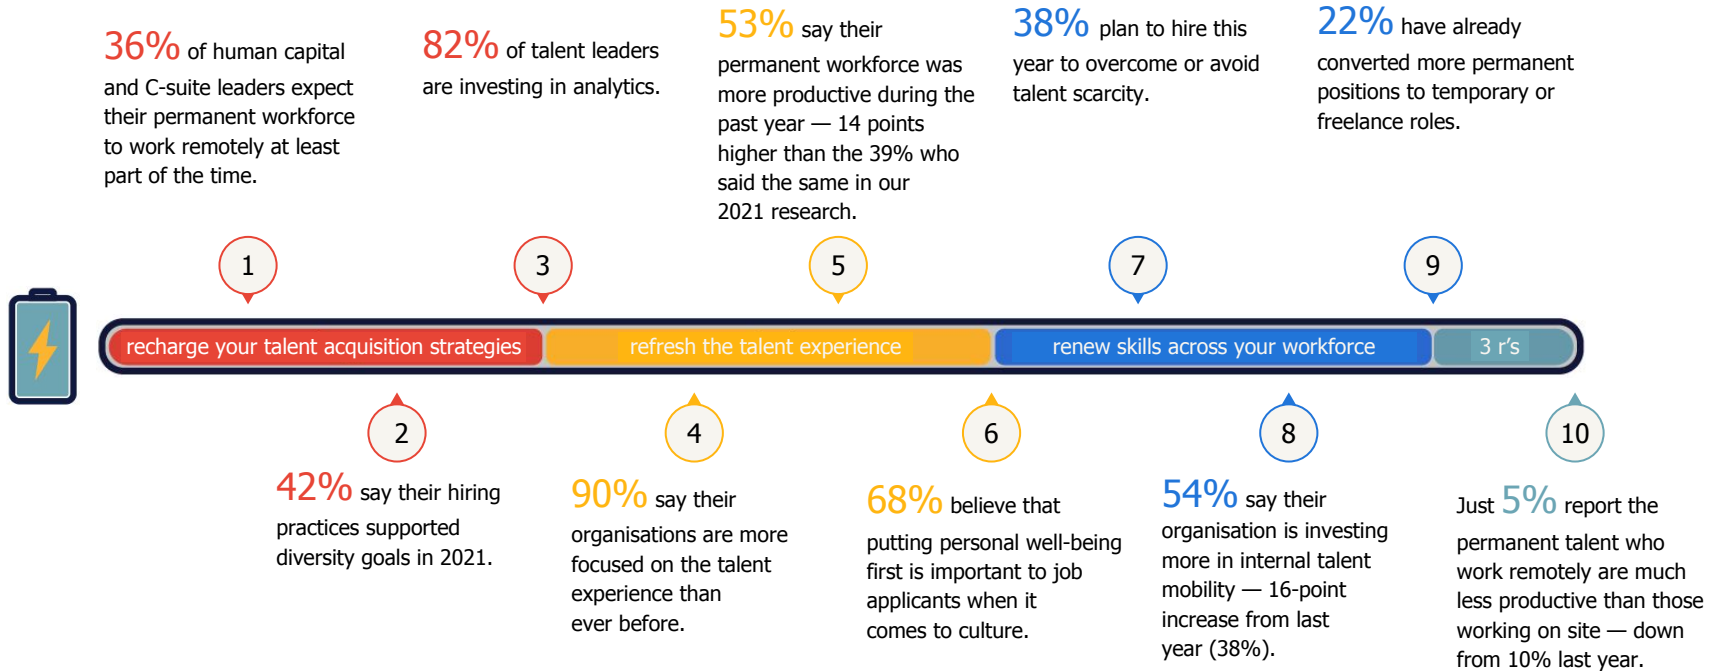 36% of human capital
and C-suite leaders expect
their permanent workforce
to work remotely at least
part of the time.
82% of talent leaders
are investing in analytics.
53% say their
permanent workforce was
more productive during the
past year — 14 points
higher than the 39% who
said the same in our
2021 research.
38% plan to hire this
year to overcome or avoid
talent scarcity.
22% have already
converted more permanent
positions to temporary or
freelance roles.
1
3
5
7
9
recharge your talent acquisition strategies
refresh the talent experience
renew skills across your workforce
3 r's
2
4
6
8
10
42% say their hiring
practices supported
diversity goals in 2021.
90% say their
organisations are more
focused on the talent
experience than
ever before.
68% believe that
putting personal well-being
first is important to job
applicants when it
comes to culture.
54% say their
organisation is investing
more in internal talent
mobility — 16-point
increase from last
year (38%).
Just 5% report the
permanent talent who
work remotely are much
less productive than those
working on site — down
from 10% last year.